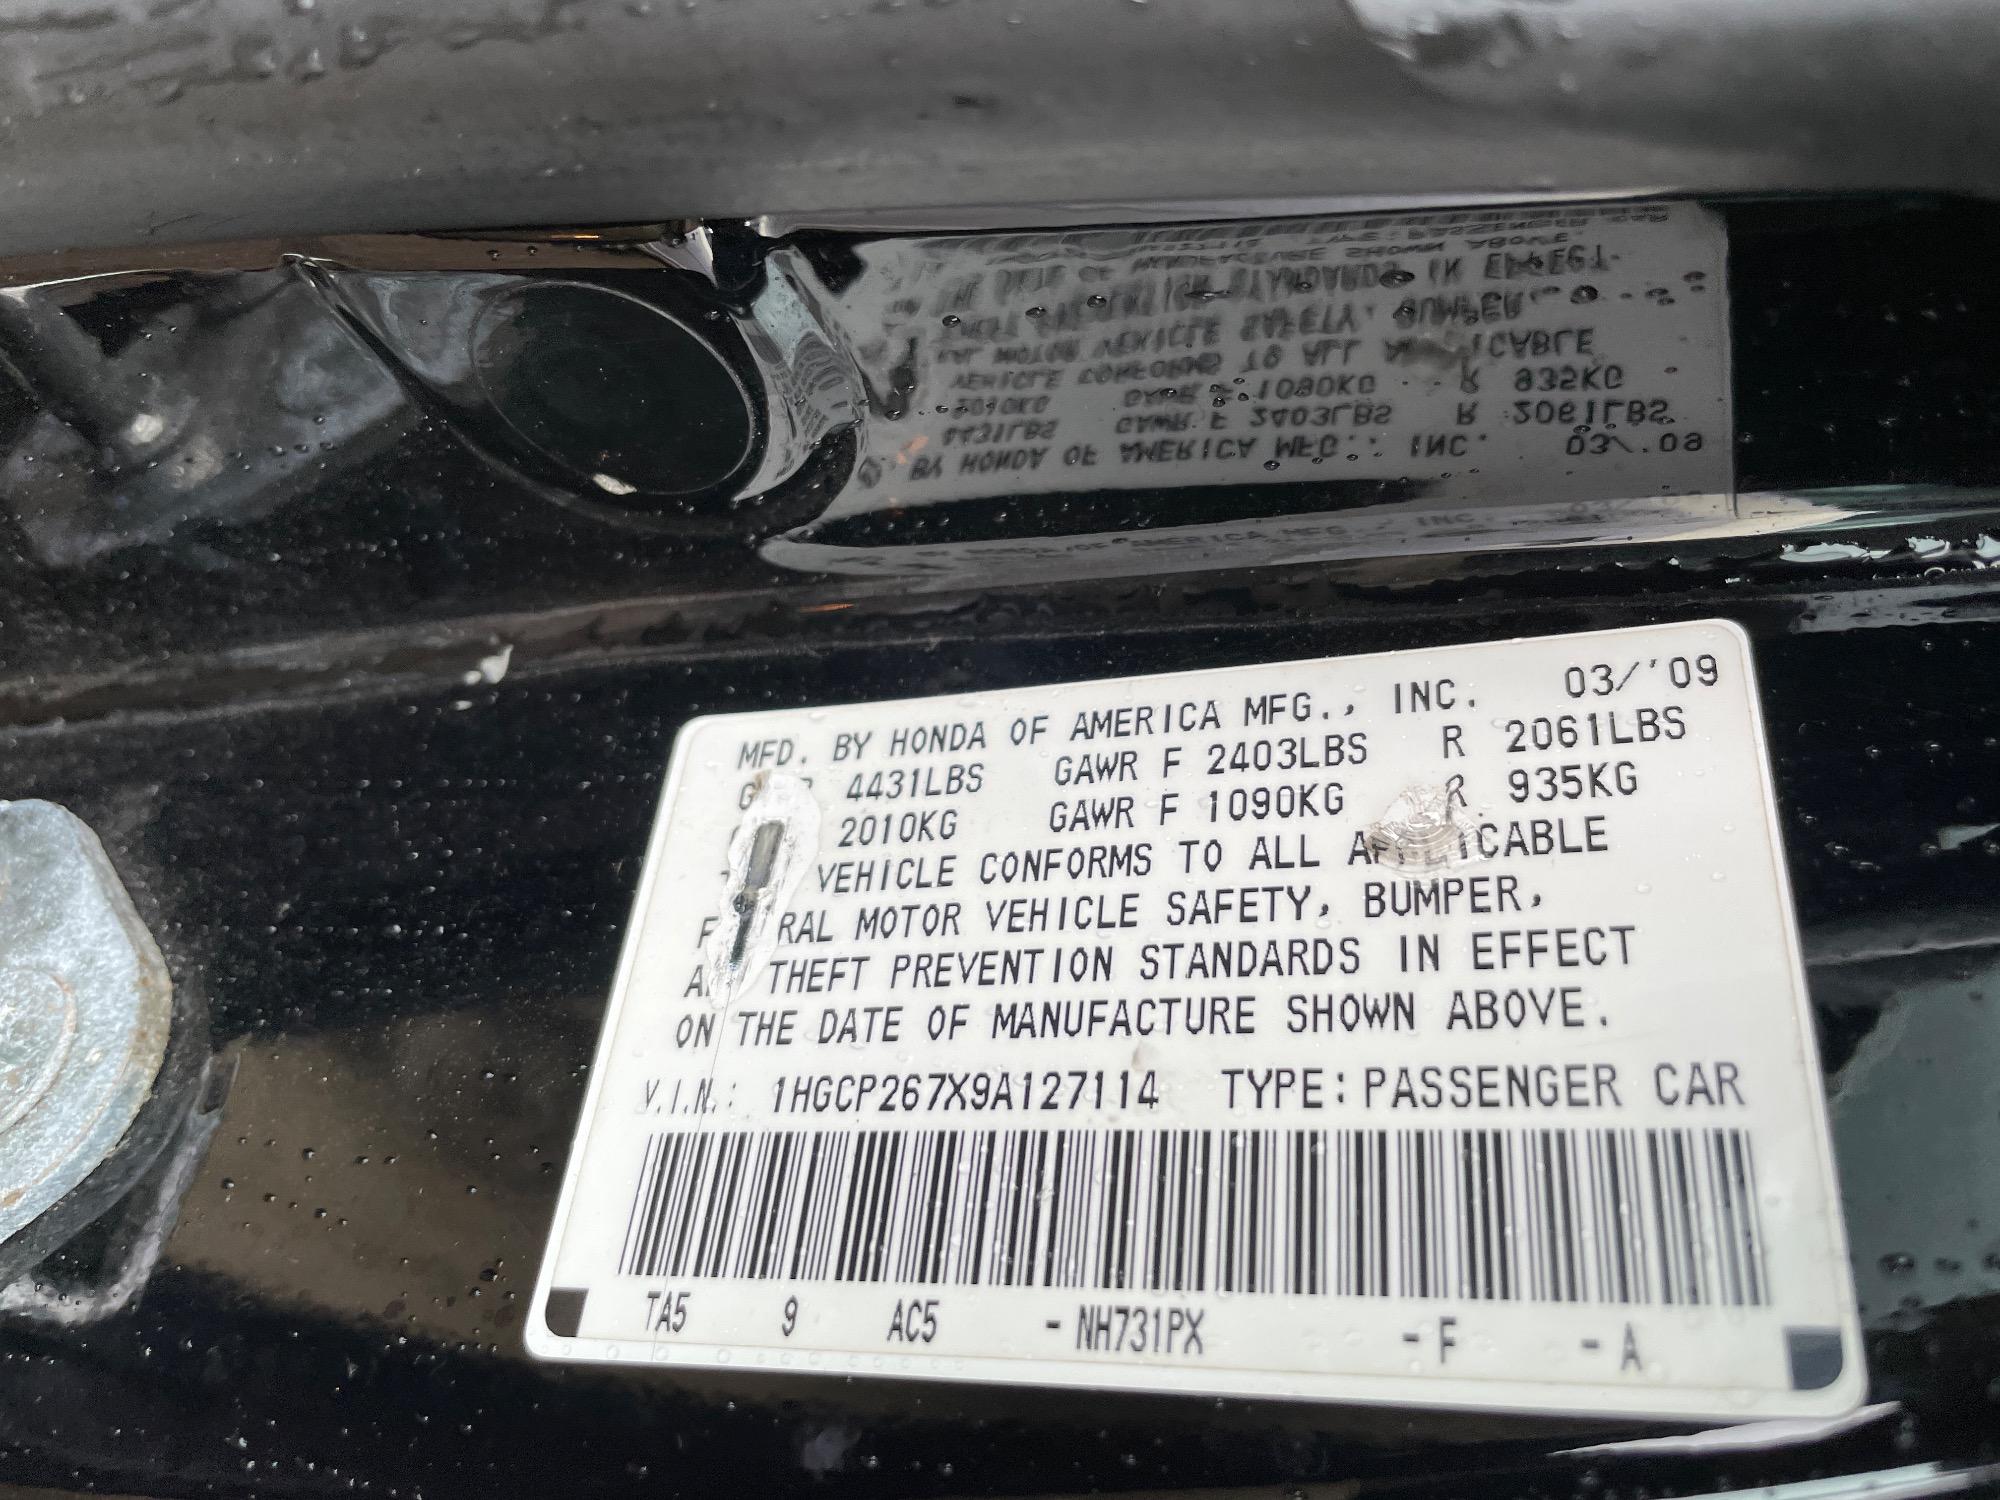 MFD. BY HONDA OF AMERICA MFG., INC. 03/'09
4431LBS GAWR F 2403LBS R 2061LBS
2010KG GAWR F 1090KG R 935KG
VEHICLE CONFORMS TO ALL APPLICABLE
MOTOR VEHICLE SAFETY, BUMPER,
THEFT PREVENTION STANDARDS IN EFFECT
ON THE DATE OF MANUFACTURE SHOWN ABOVE.
V.I.N.: 1HGCP267X9A127114 TYPE: PASSENGER CAR
TA5 9 AC5 - NH731PX - F - A